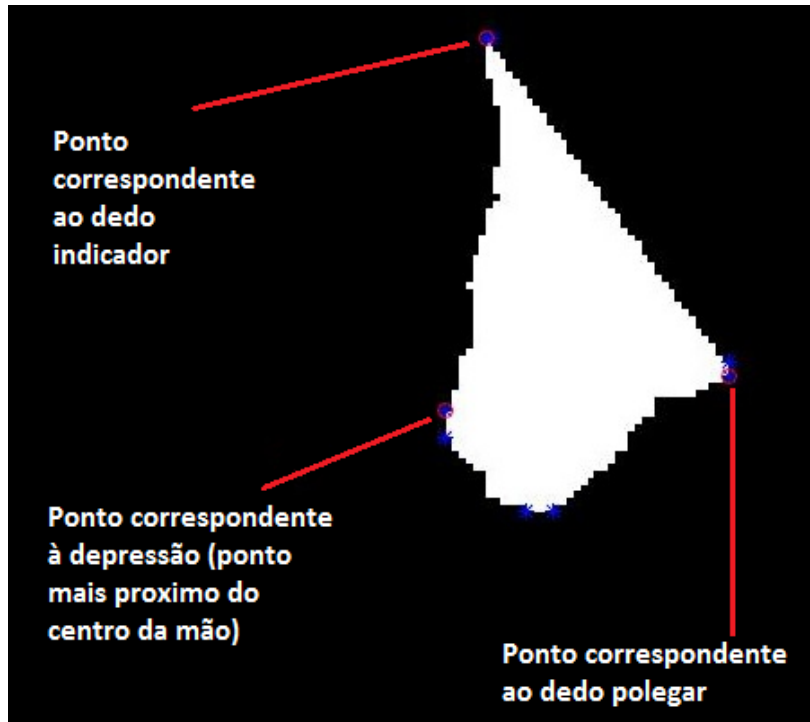 Ponto
correspondente
ao dedo
indicador
Ponto correspondente
à depressão (ponto
mais proximo do
centro da mão)
Ponto correspondente
ao dedo polegar